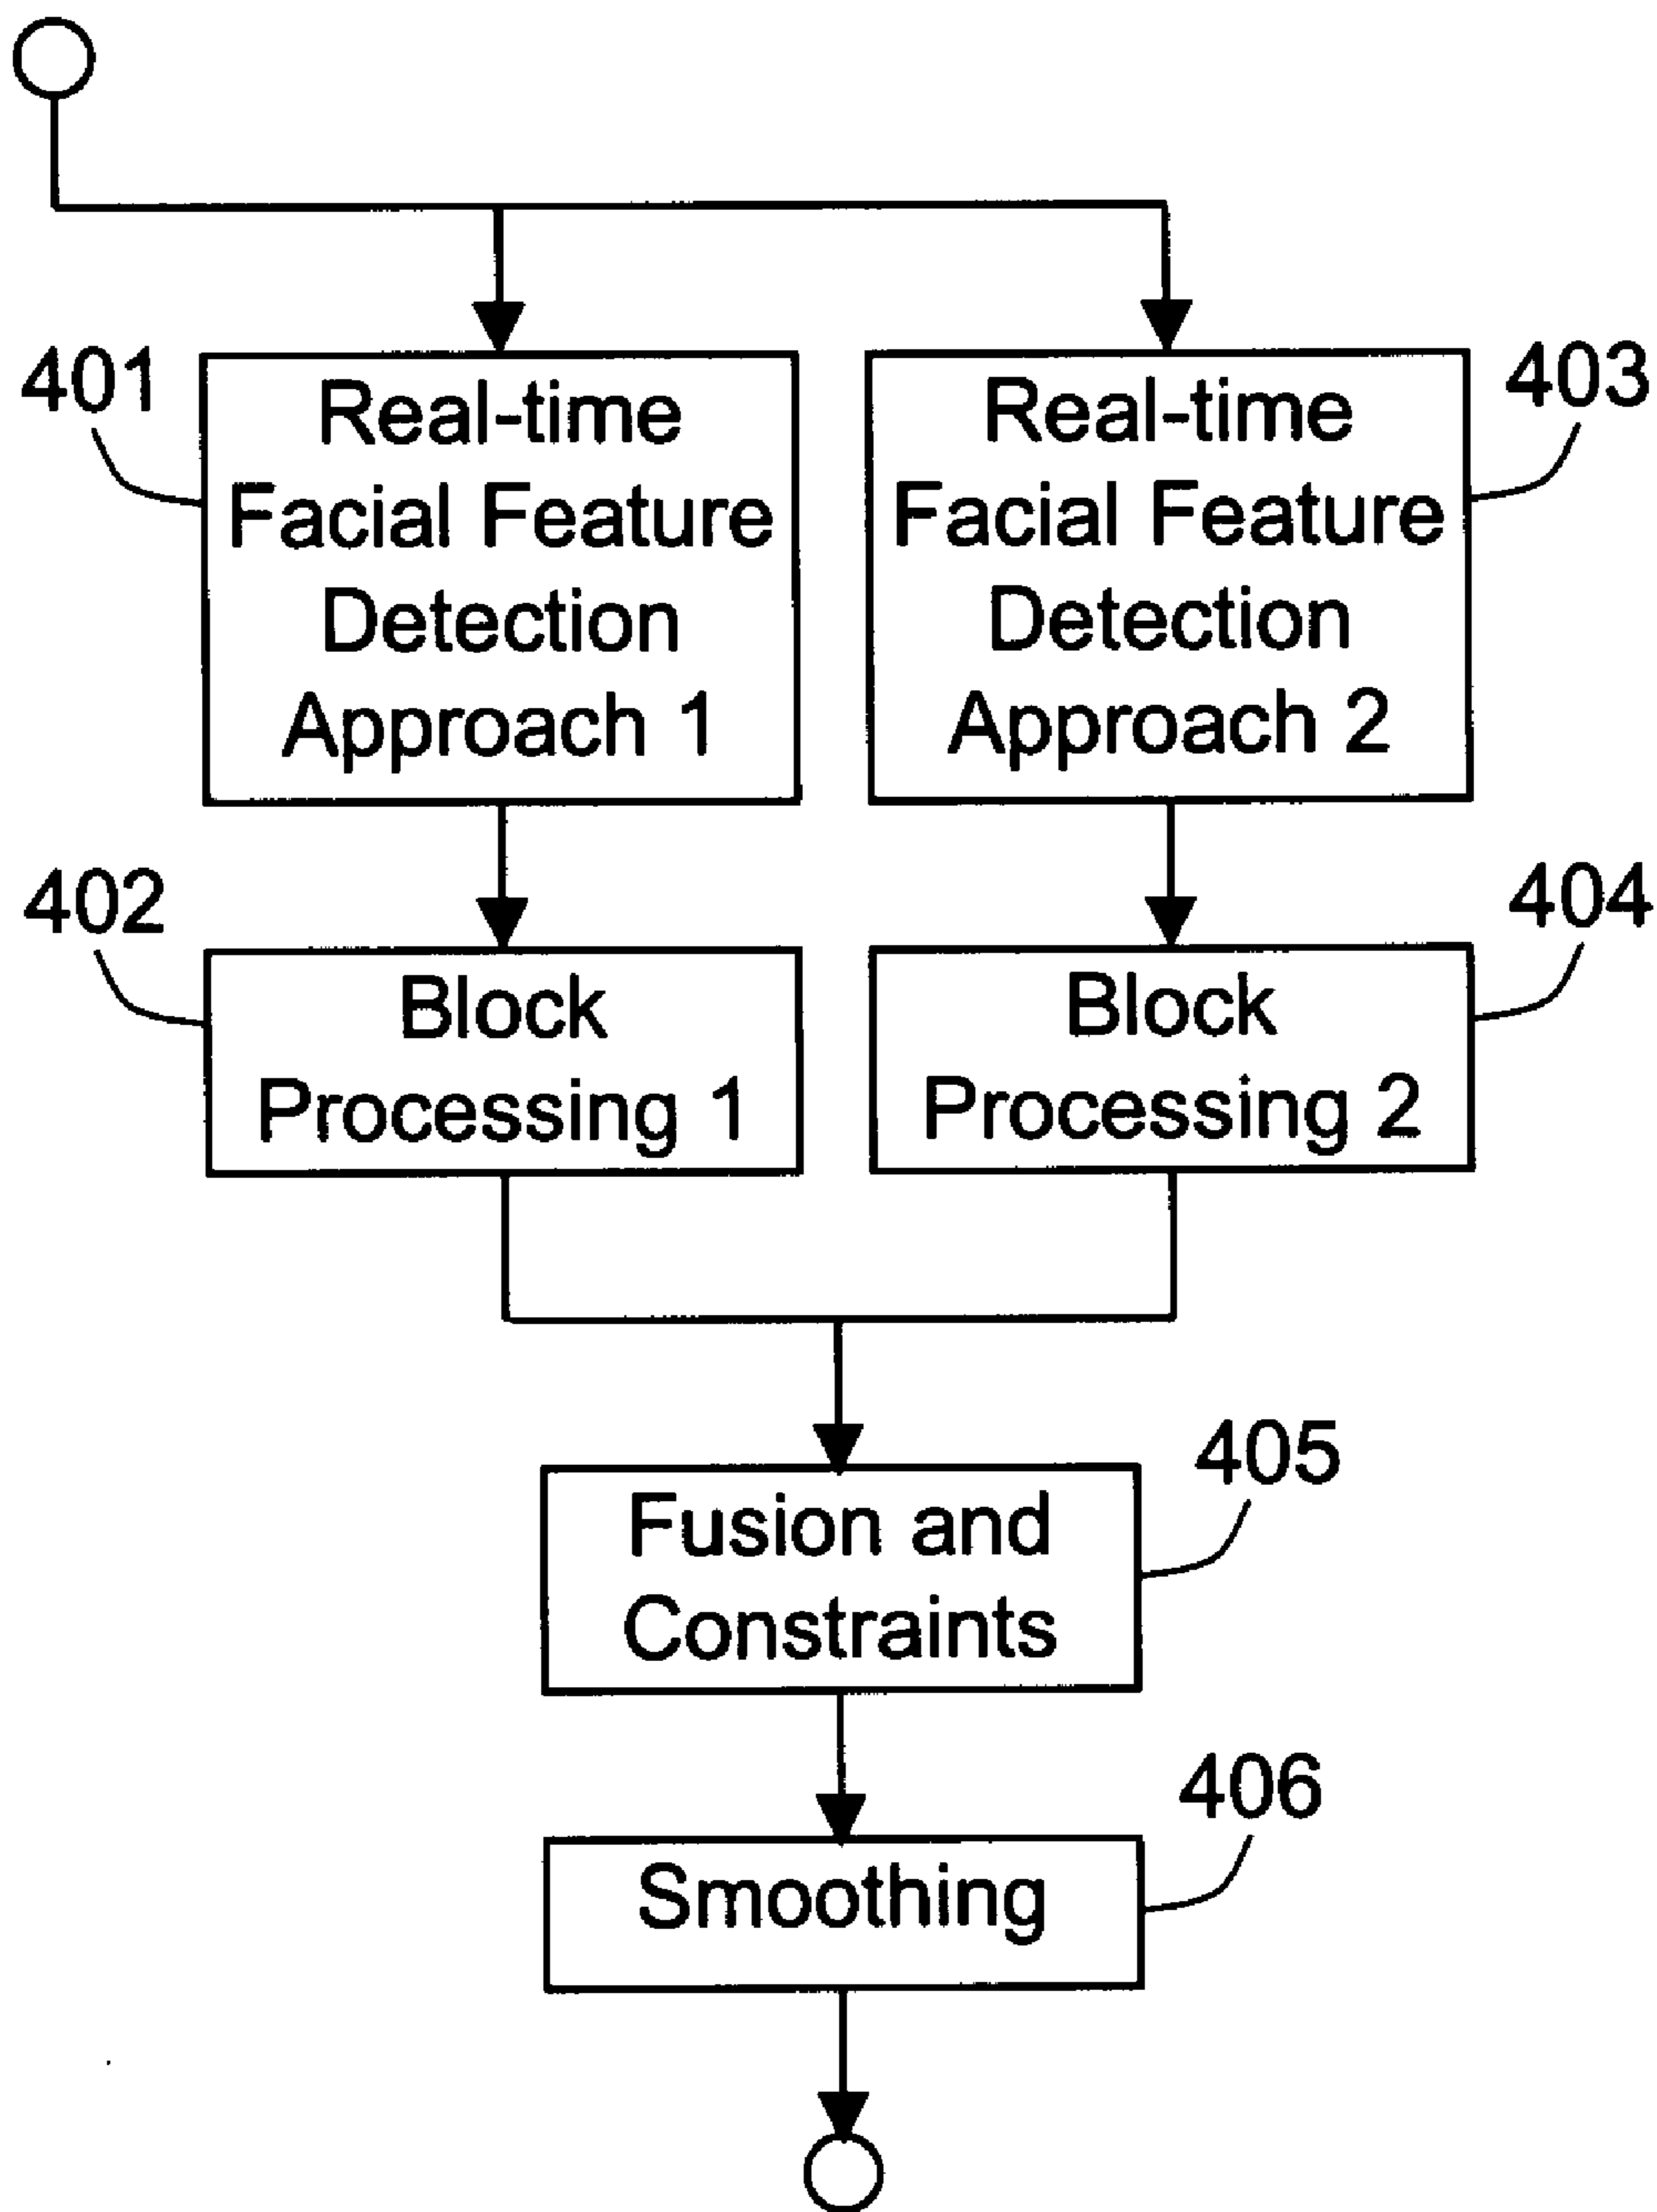 401
Real-time
Facial Feature
Detection
Approach 1
403
Real-time
Facial Feature
Detection
Approach 2
402
Block
Processing 1
404
Block
Processing 2
405
Fusion and
Constraints
406
Smoothing